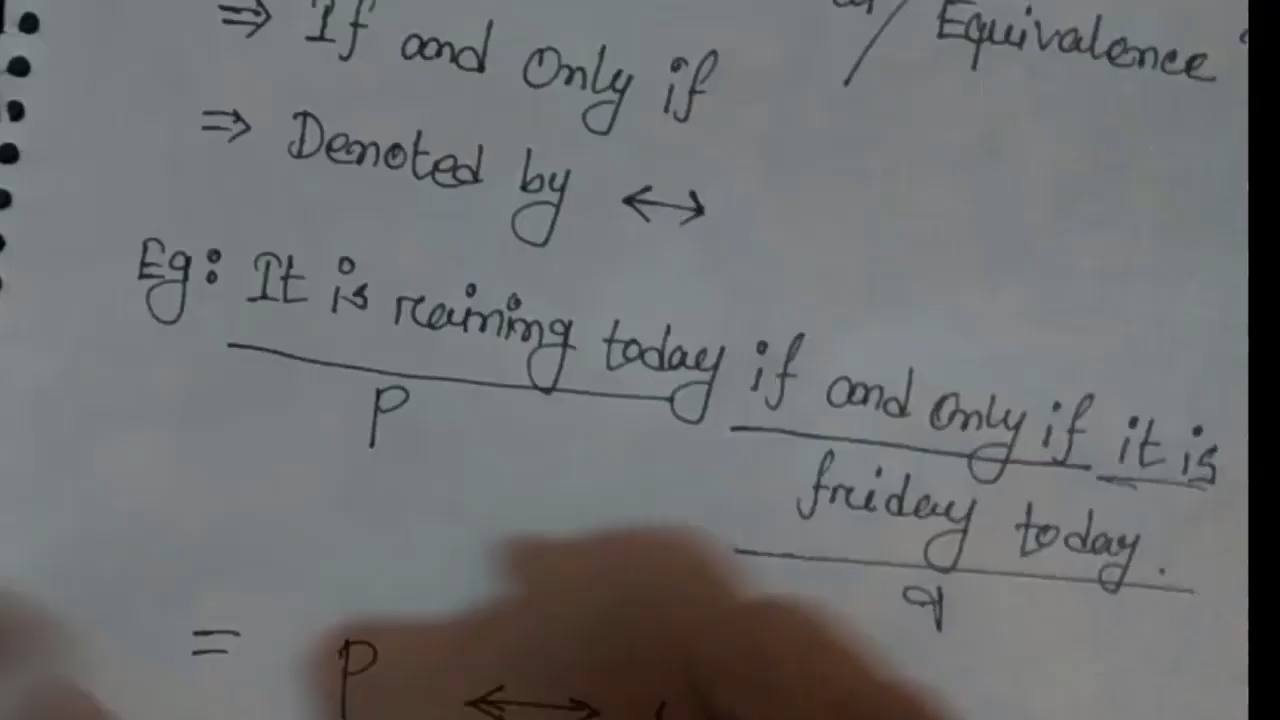 / Equivalence
⇒ If and Only if
⇒ Denoted by ↔
Eg: It is raining today if and only if it is
friday today.
p
q
= p ↔